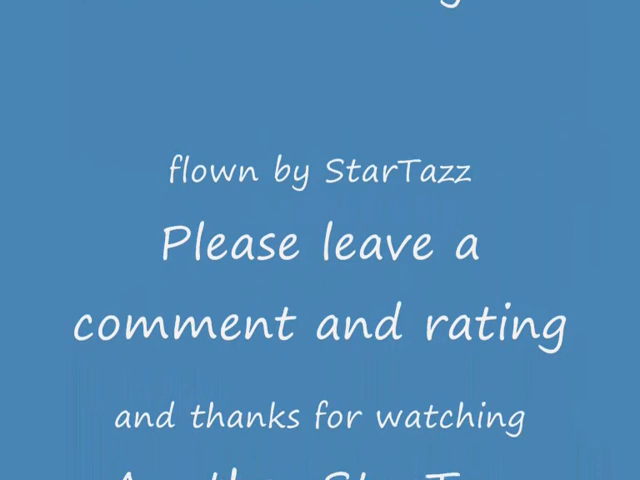 flown by StarTazz
Please leave a
comment and rating
and thanks for watching